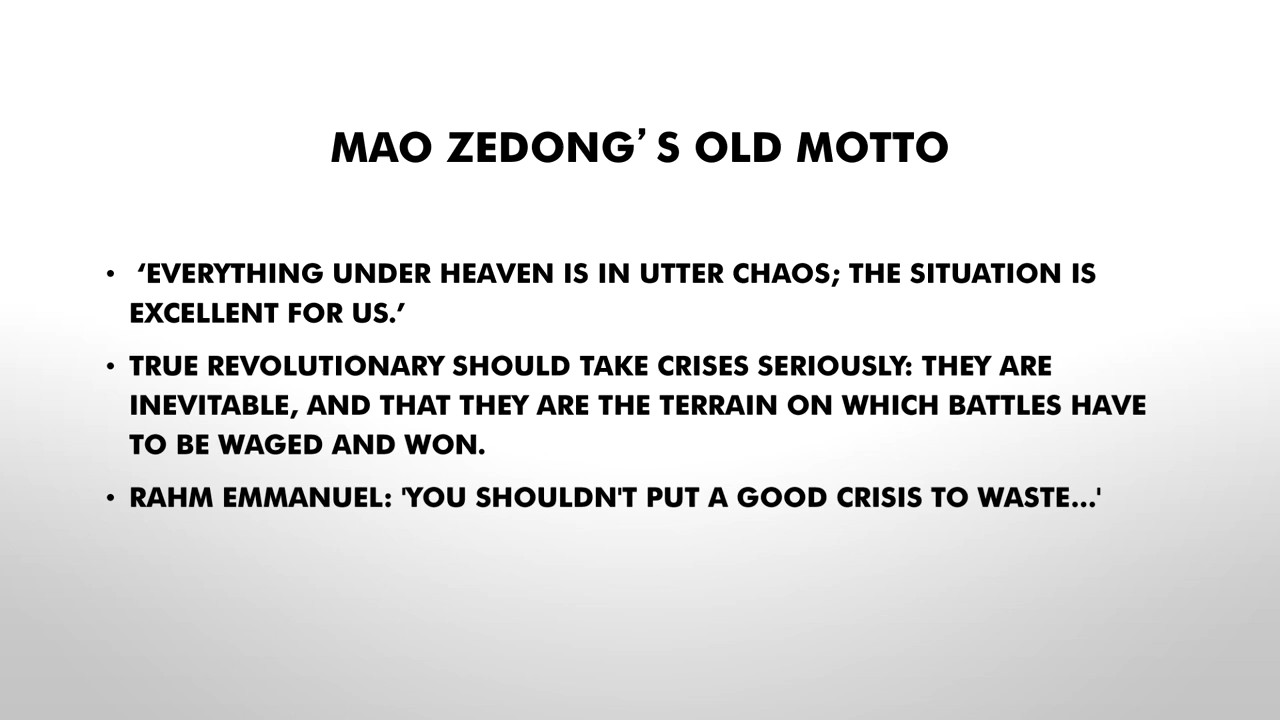 MAO ZEDONG’S OLD MOTTO
• ‘EVERYTHING UNDER HEAVEN IS IN UTTER CHAOS; THE SITUATION IS
EXCELLENT FOR US.’
• TRUE REVOLUTIONARY SHOULD TAKE CRISES SERIOUSLY: THEY ARE
INEVITABLE, AND THAT THEY ARE THE TERRAIN ON WHICH BATTLES HAVE
TO BE WAGED AND WON.
• RAHM EMMANUEL: 'YOU SHOULDN'T PUT A GOOD CRISIS TO WASTE...'